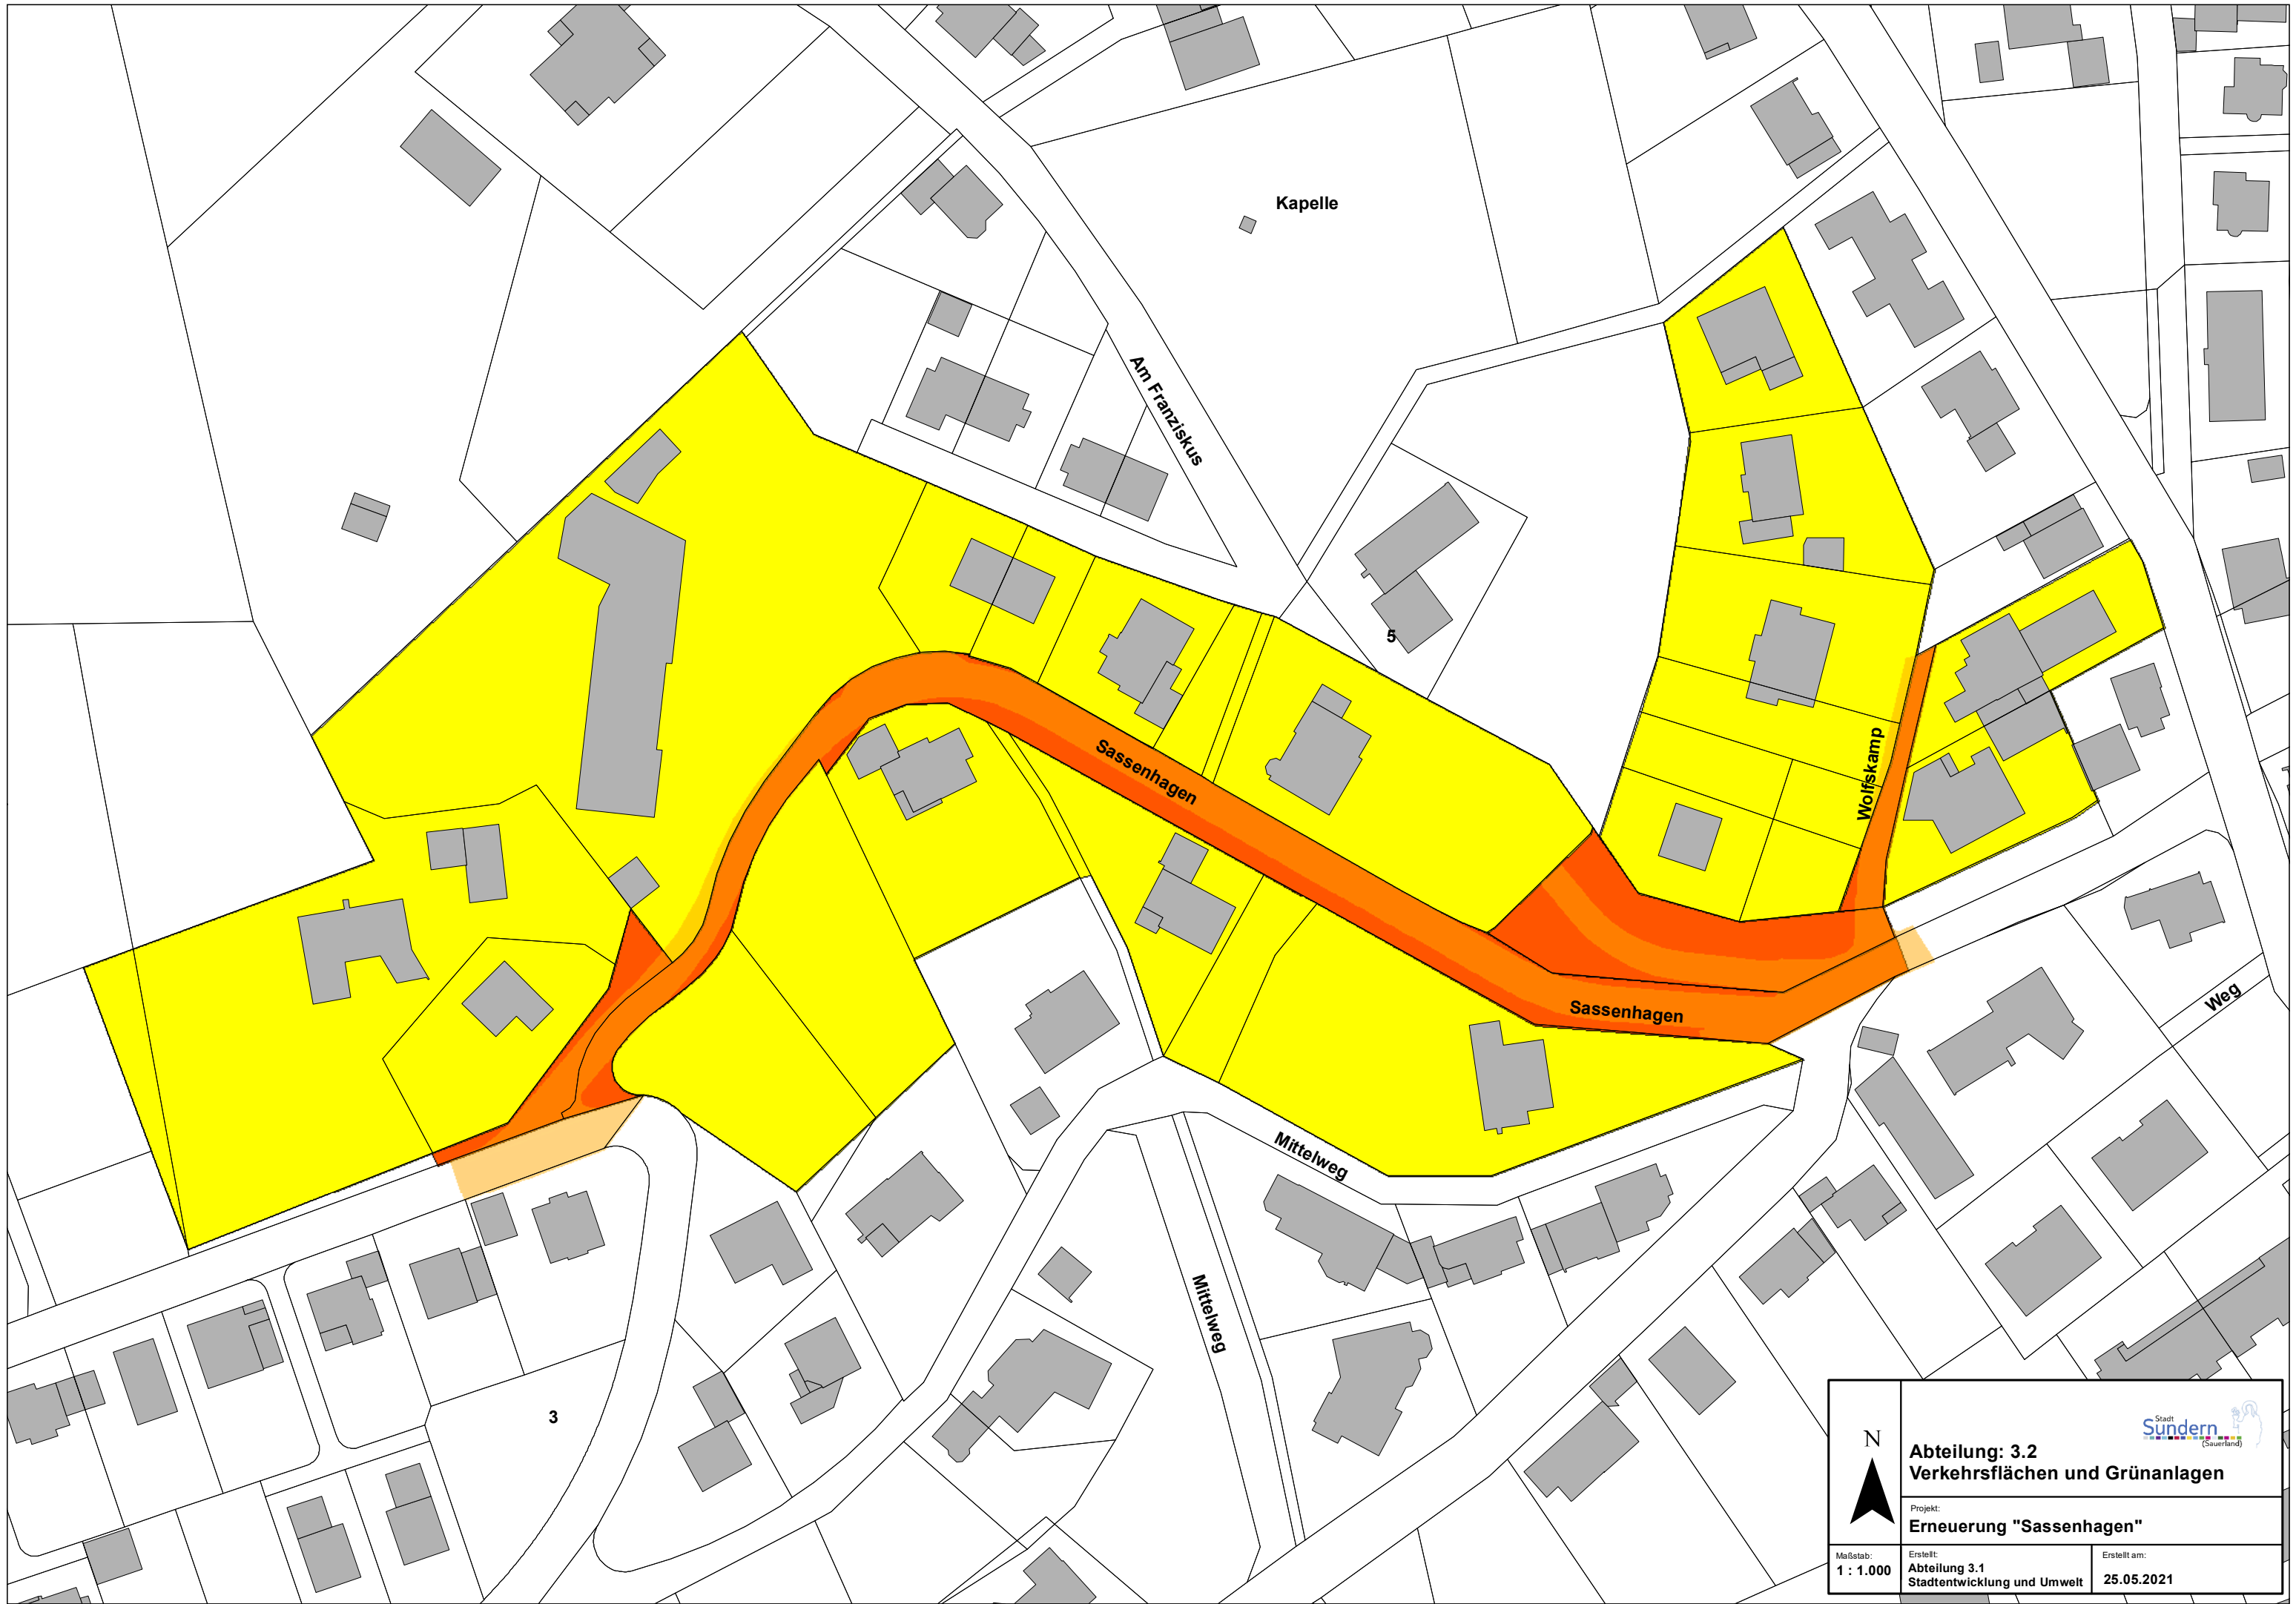 Kapelle
Am Franziskus
5
Sassenhagen
Wolfskamp
Sassenhagen
Weg
Mittelweg
Mittelweg
3
N
Stadt
Sundern
(Sauerland)
Abteilung: 3.2
Verkehrsflächen und Grünanlagen
Projekt:
Erneuerung "Sassenhagen"
Maßstab:
1 : 1.000
Erstellt:
Abteilung 3.1
Stadtentwicklung und Umwelt
Erstellt am:
25.05.2021